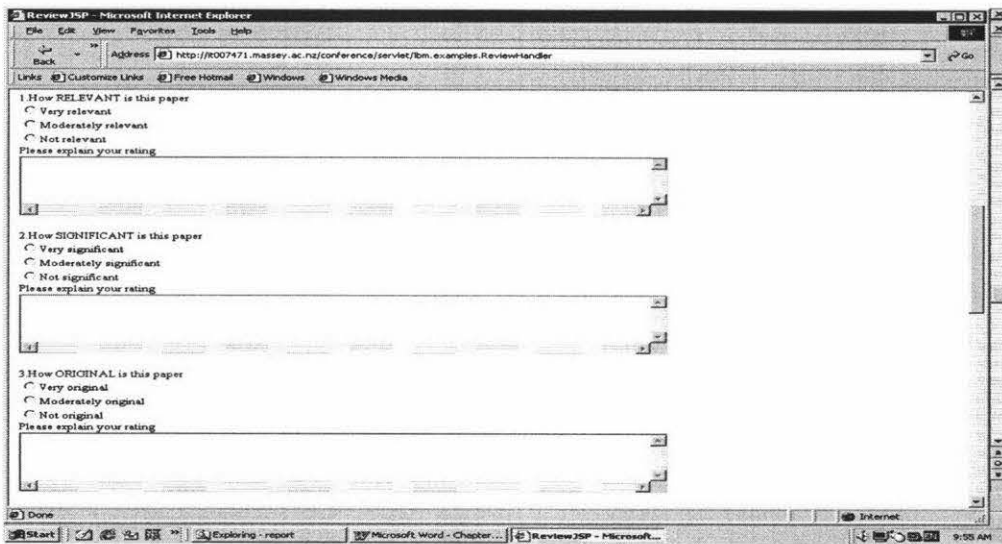 ReviewJSP - Microsoft Internet Explorer
File Edit View Favorites Tools Help
Back » Address http://it007471.massey.ac.nz/conference/servlet/ibm.examples.ReviewHandler Go
Links Customize Links Free Hotmail Windows Windows Media
1.How RELEVANT is this paper
Very relevant
Moderately relevant
Not relevant
Please explain your rating
2.How SIGNIFICANT is this paper
Very significant
Moderately significant
Not significant
Please explain your rating
3.How ORIGINAL is this paper
Very original
Moderately original
Not original
Please explain your rating
Done Internet
Start » Exploring - report Microsoft Word - Chapter... ReviewJSP - Microsoft... 9:55 AM